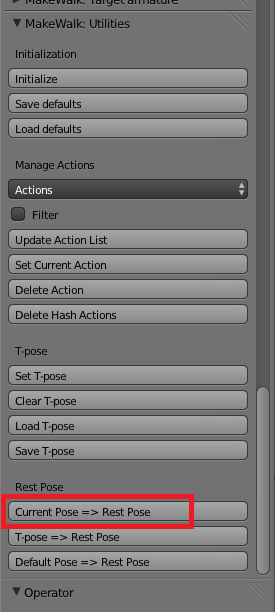 MakeWalk: Target armature
MakeWalk: Utilities
Initialization
Initialize
Save defaults
Load defaults
Manage Actions
Actions
Filter
Update Action List
Set Current Action
Delete Action
Delete Hash Actions
T-pose
Set T-pose
Clear T-pose
Load T-pose
Save T-pose
Rest Pose
Current Pose => Rest Pose
T-pose => Rest Pose
Default Pose => Rest Pose
Operator